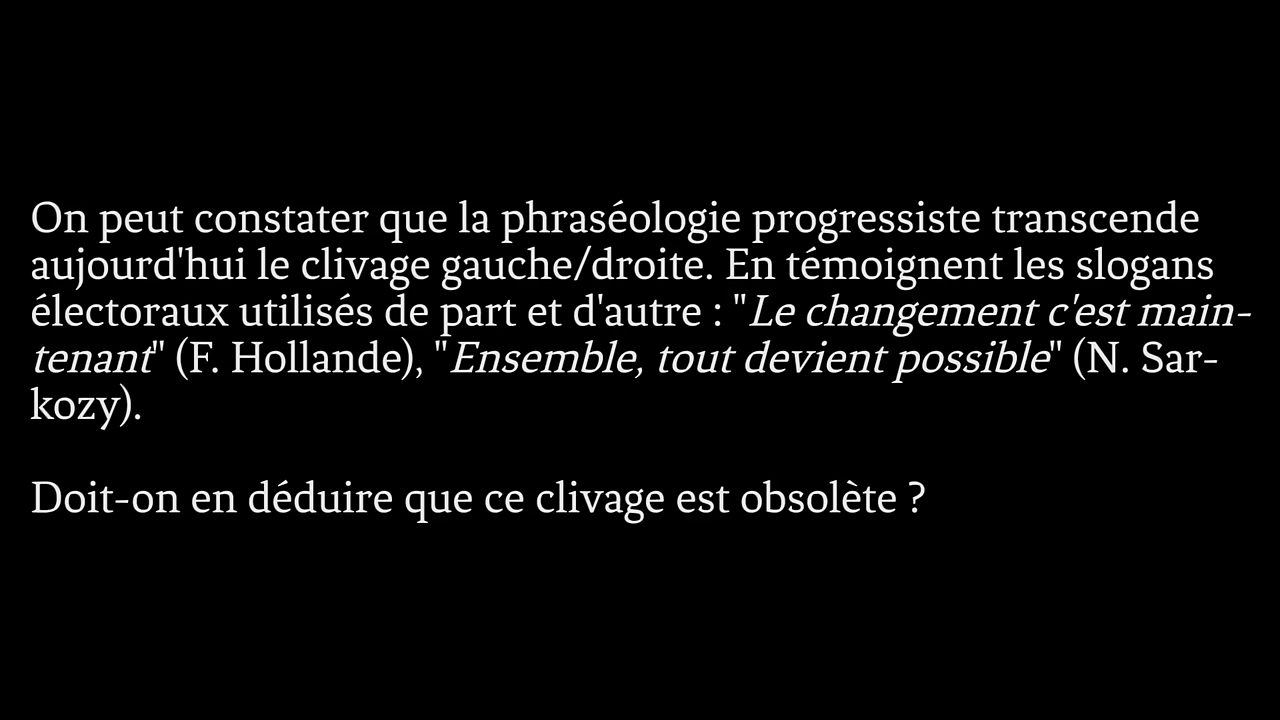 On peut constater que la phraséologie progressiste transcende
aujourd'hui le clivage gauche/droite. En témoignent les slogans
électoraux utilisés de part et d'autre : "Le changement c'est main-
tenant" (F. Hollande), "Ensemble, tout devient possible" (N. Sar-
kozy).
Doit-on en déduire que ce clivage est obsolète ?